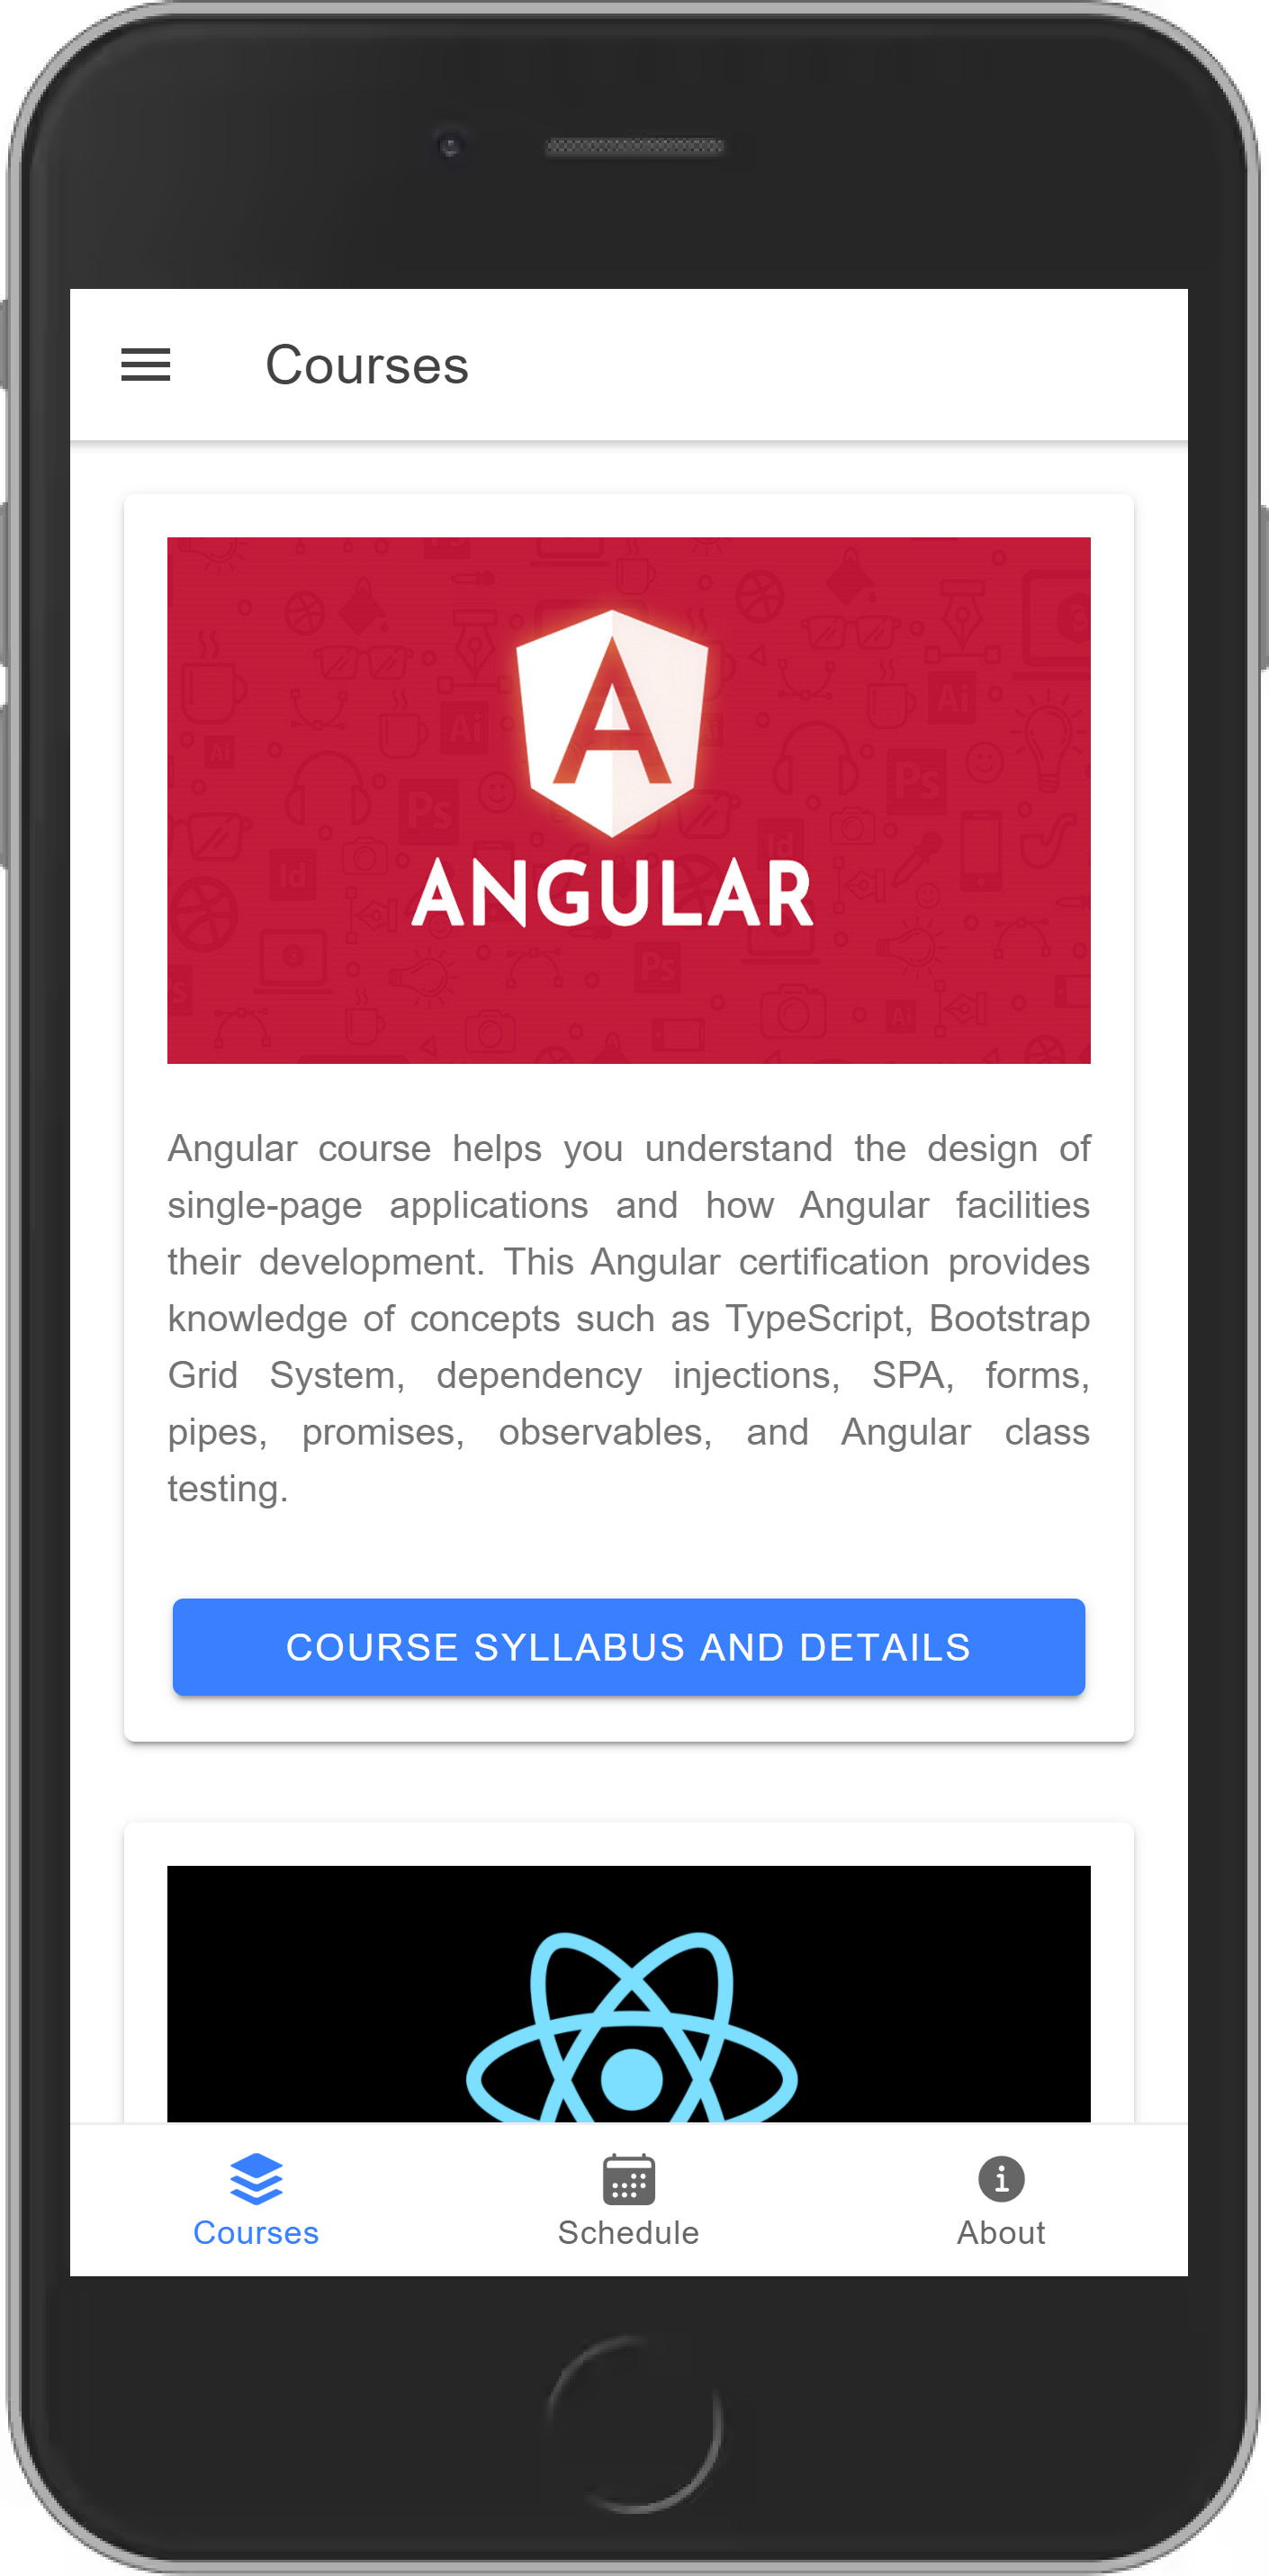 Courses
A
ANGULAR
Angular course helps you understand the design of
single-page applications and how Angular facilities
their development. This Angular certification provides
knowledge of concepts such as TypeScript, Bootstrap
Grid System, dependency injections, SPA, forms,
pipes, promises, observables, and Angular class
testing.
COURSE SYLLABUS AND DETAILS
Courses
Schedule
About